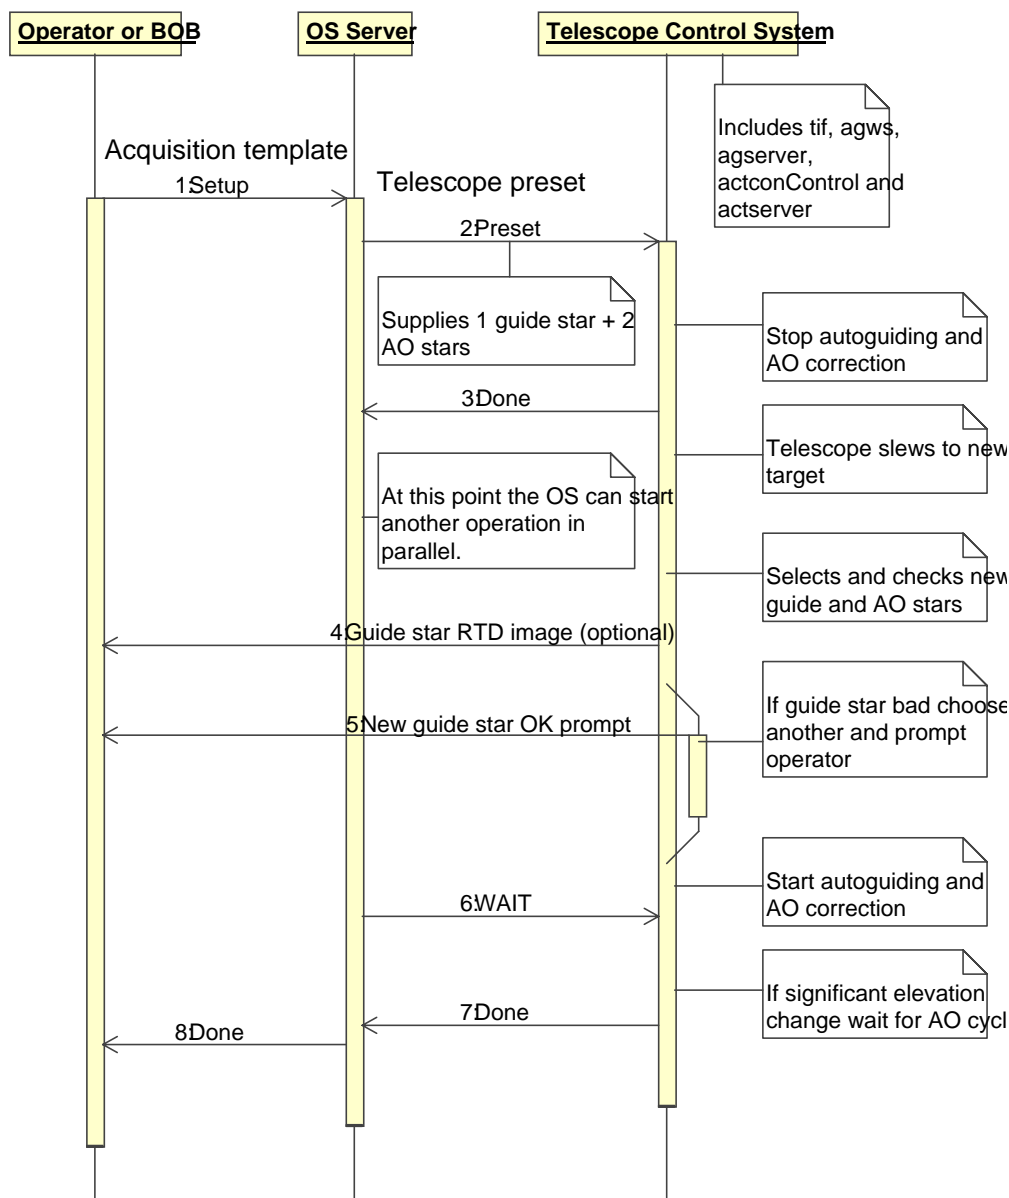 Operator or BOB
OS Server
Telescope Control System
Includes tif, agws,
agserver,
actconControl and
actserver
Acquisition template
1:Setup
Telescope preset
2:Preset
Supplies 1 guide star + 2
AO stars
Stop autoguiding and
AO correction
3:Done
Telescope slews to new
target
At this point the OS can start
another operation in
parallel.
Selects and checks new
guide and AO stars
4:Guide star RTD image (optional)
If guide star bad choose
another and prompt
operator
5:New guide star OK prompt
Start autoguiding and
AO correction
6:WAIT
If significant elevation
change wait for AO cycl
7:Done
8:Done